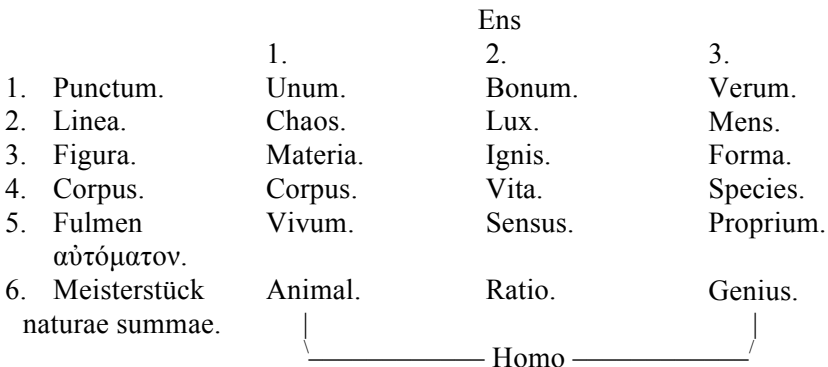 Ens
1. 2. 3.
1. Punctum. Unum. Bonum. Verum.
2. Linea. Chaos. Lux. Mens.
3. Figura. Materia. Ignis. Forma.
4. Corpus. Corpus. Vita. Species.
5. Fulmen Vivum. Sensus. Proprium.
αὐτόματον.
6. Meisterstück Animal. Ratio. Genius.
naturae summae.
Homo